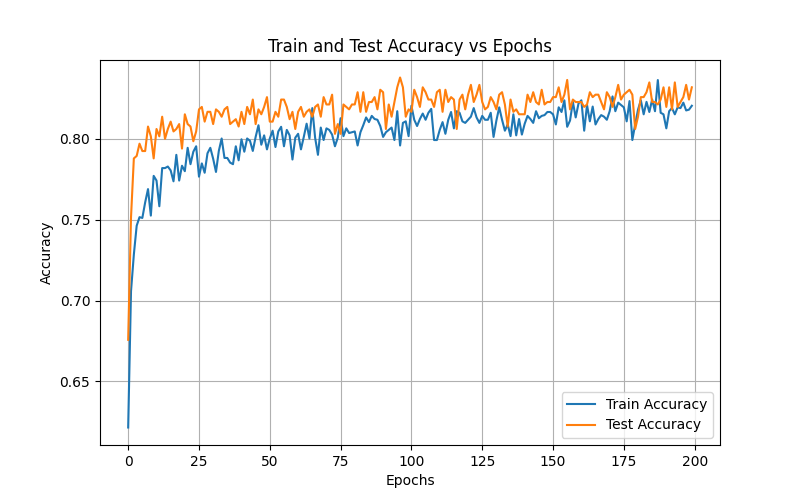 Train and Test Accuracy vs Epochs
Accuracy
0.80
0.75
0.70
0.65
Train Accuracy
Test Accuracy
0 25 50 75 100 125 150 175 200
Epochs